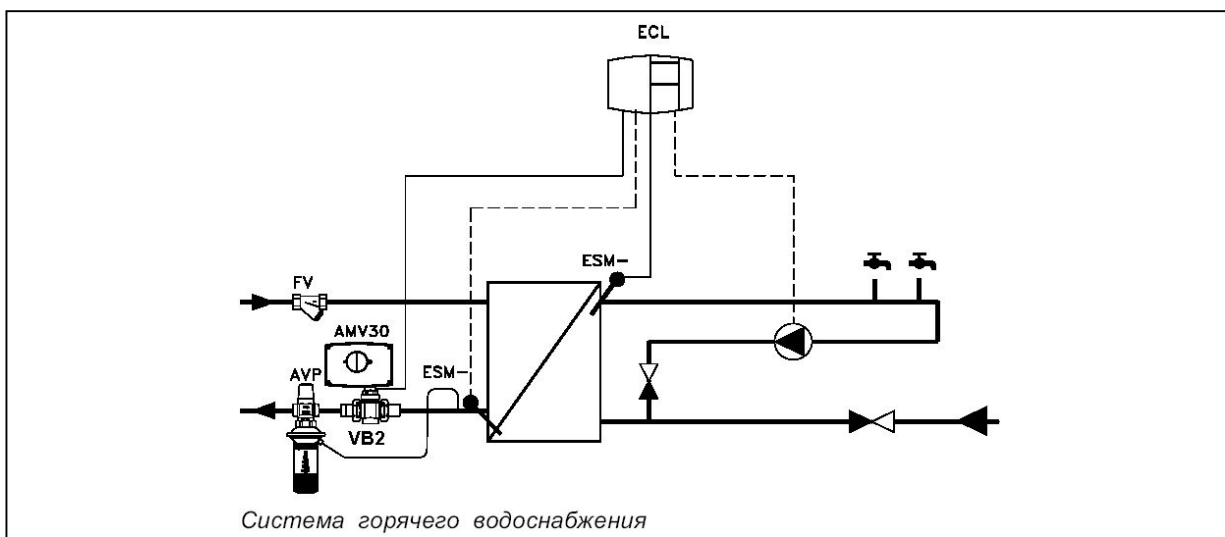 ECL
ESM-
FV
AMV30
AVP
ESM-
VB2
Система горячего водоснабжения